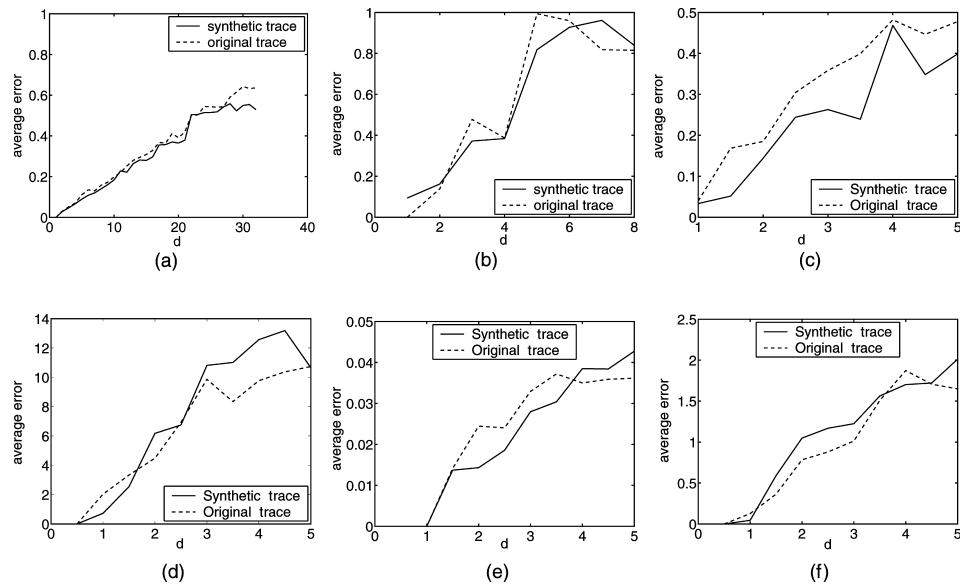 1
0.8
0.6
0.4
0.2
0
0 10 20 30 40
average error
d
synthetic trace
original trace
(a)
1
0.8
0.6
0.4
0.2
0
0 2 4 6 8
average error
d
synthetic trace
original trace
(b)
0.5
0.4
0.3
0.2
0.1
0
1 2 3 4 5
average error
d
Synthetic trace
Original trace
(c)
14
12
10
8
6
4
2
0
0 1 2 3 4 5
average error
d
Synthetic trace
Original trace
(d)
0.05
0.04
0.03
0.02
0.01
0
0 1 2 3 4 5
average error
d
Synthetic trace
Original trace
(e)
2.5
2
1.5
1
0.5
0
0 1 2 3 4 5
average error
d
Synthetic trace
Original trace
(f)